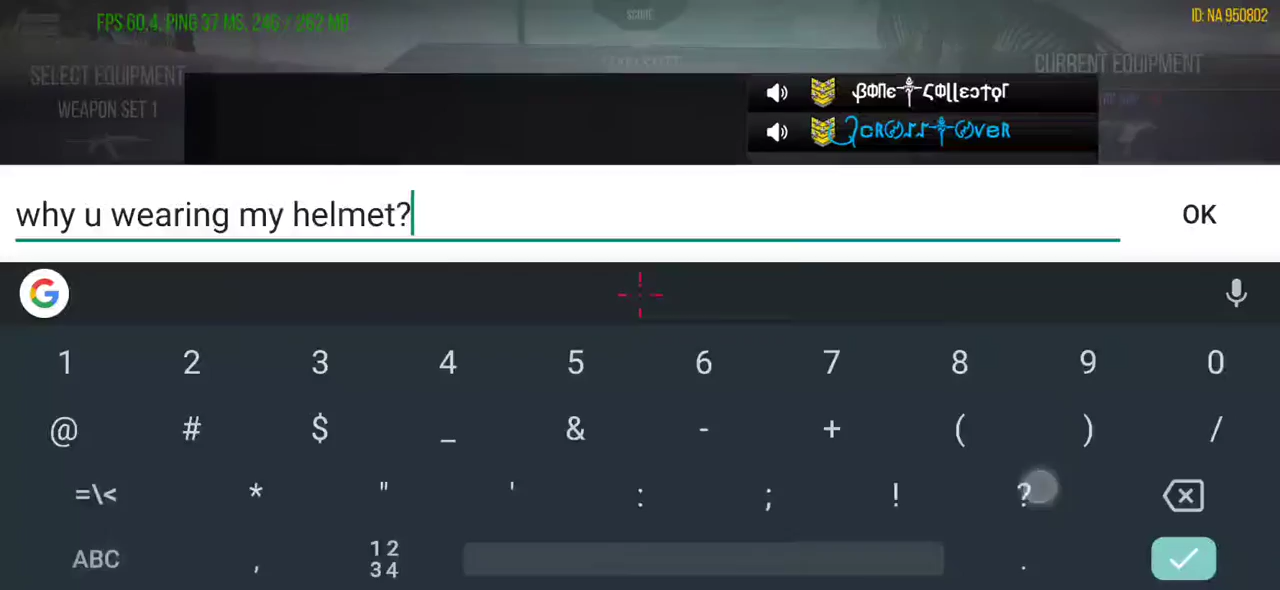 FPS 60,4, PING 37 MS,
SCORE
ID: NA 950802
SELECT EQUIPMENT
CURRENT EQUIPMENT
WEAPON SET 1
why u wearing my helmet?
OK
G
1 2 3 4 5 6 7 8 9 0
@ # $ _ & - + ( ) /
=\< * " ' : ; ! ?
ABC , 12 .
34